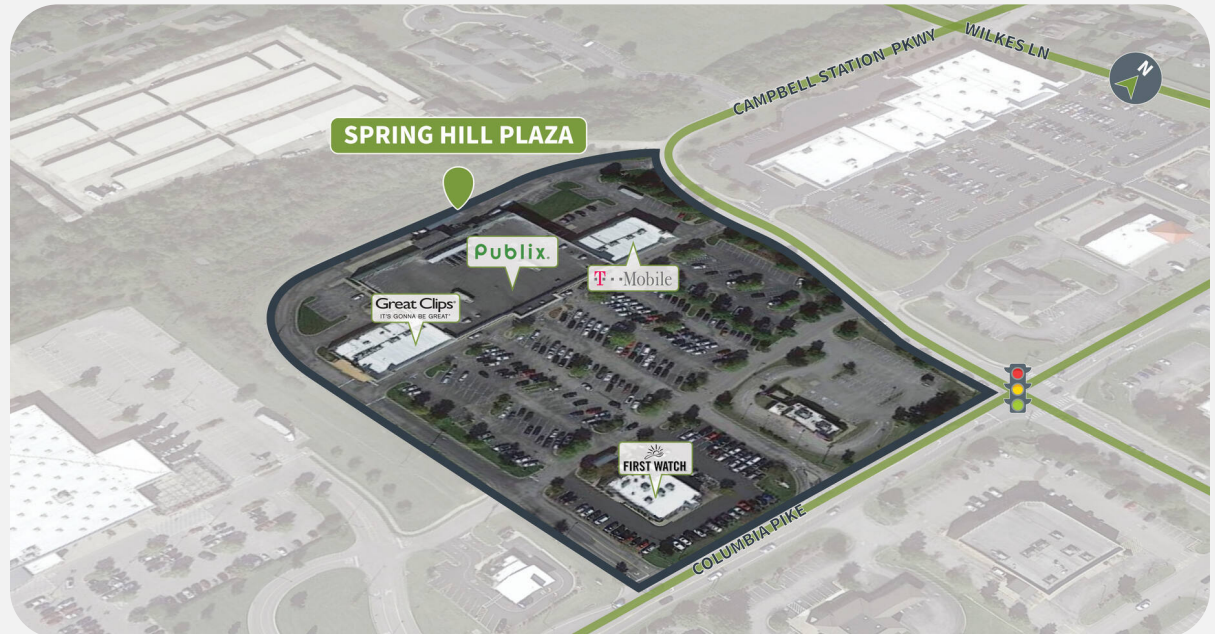 WILKES LN
CAMPBELL STATION PKWY
N
SPRING HILL PLAZA
Publix.
T··Mobile
Great Clips
IT'S GONNA BE GREAT
FIRST WATCH
COLUMBIA PIKE